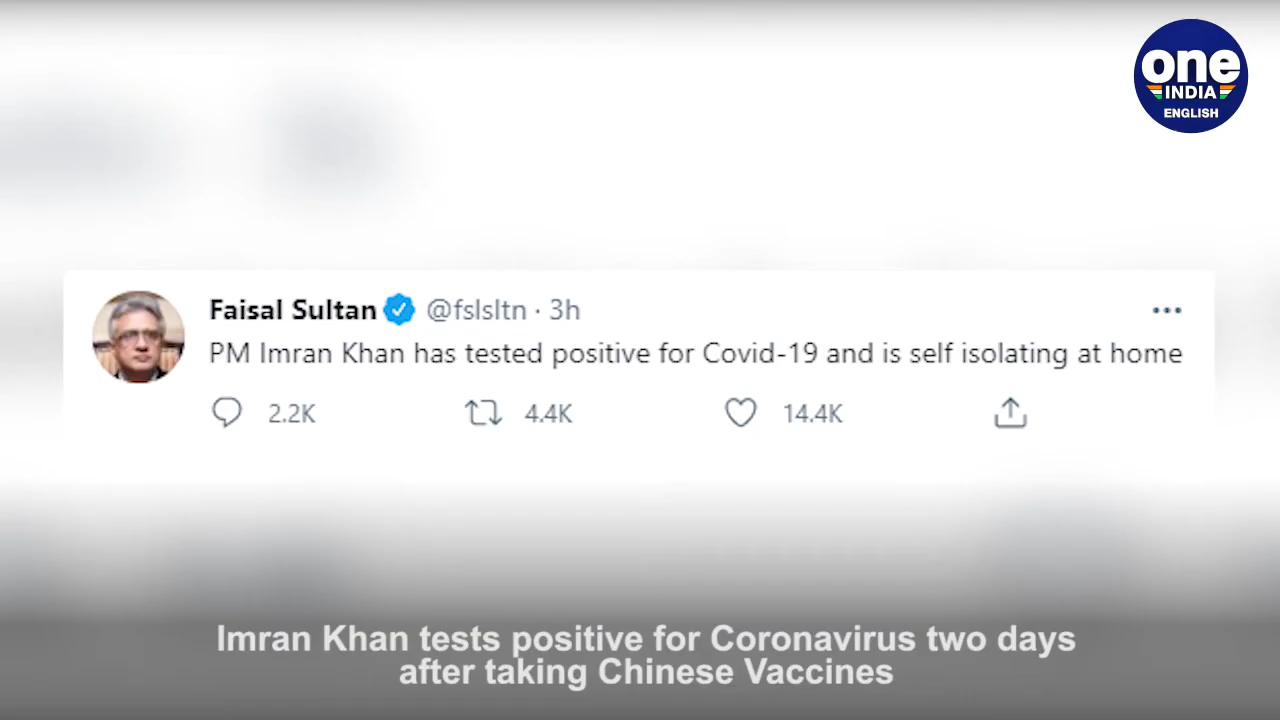 one
INDIA
ENGLISH
Faisal Sultan @fslsltn · 3h
PM Imran Khan has tested positive for Covid-19 and is self isolating at home
2.2K 4.4K 14.4K
Imran Khan tests positive for Coronavirus two days
after taking Chinese Vaccines